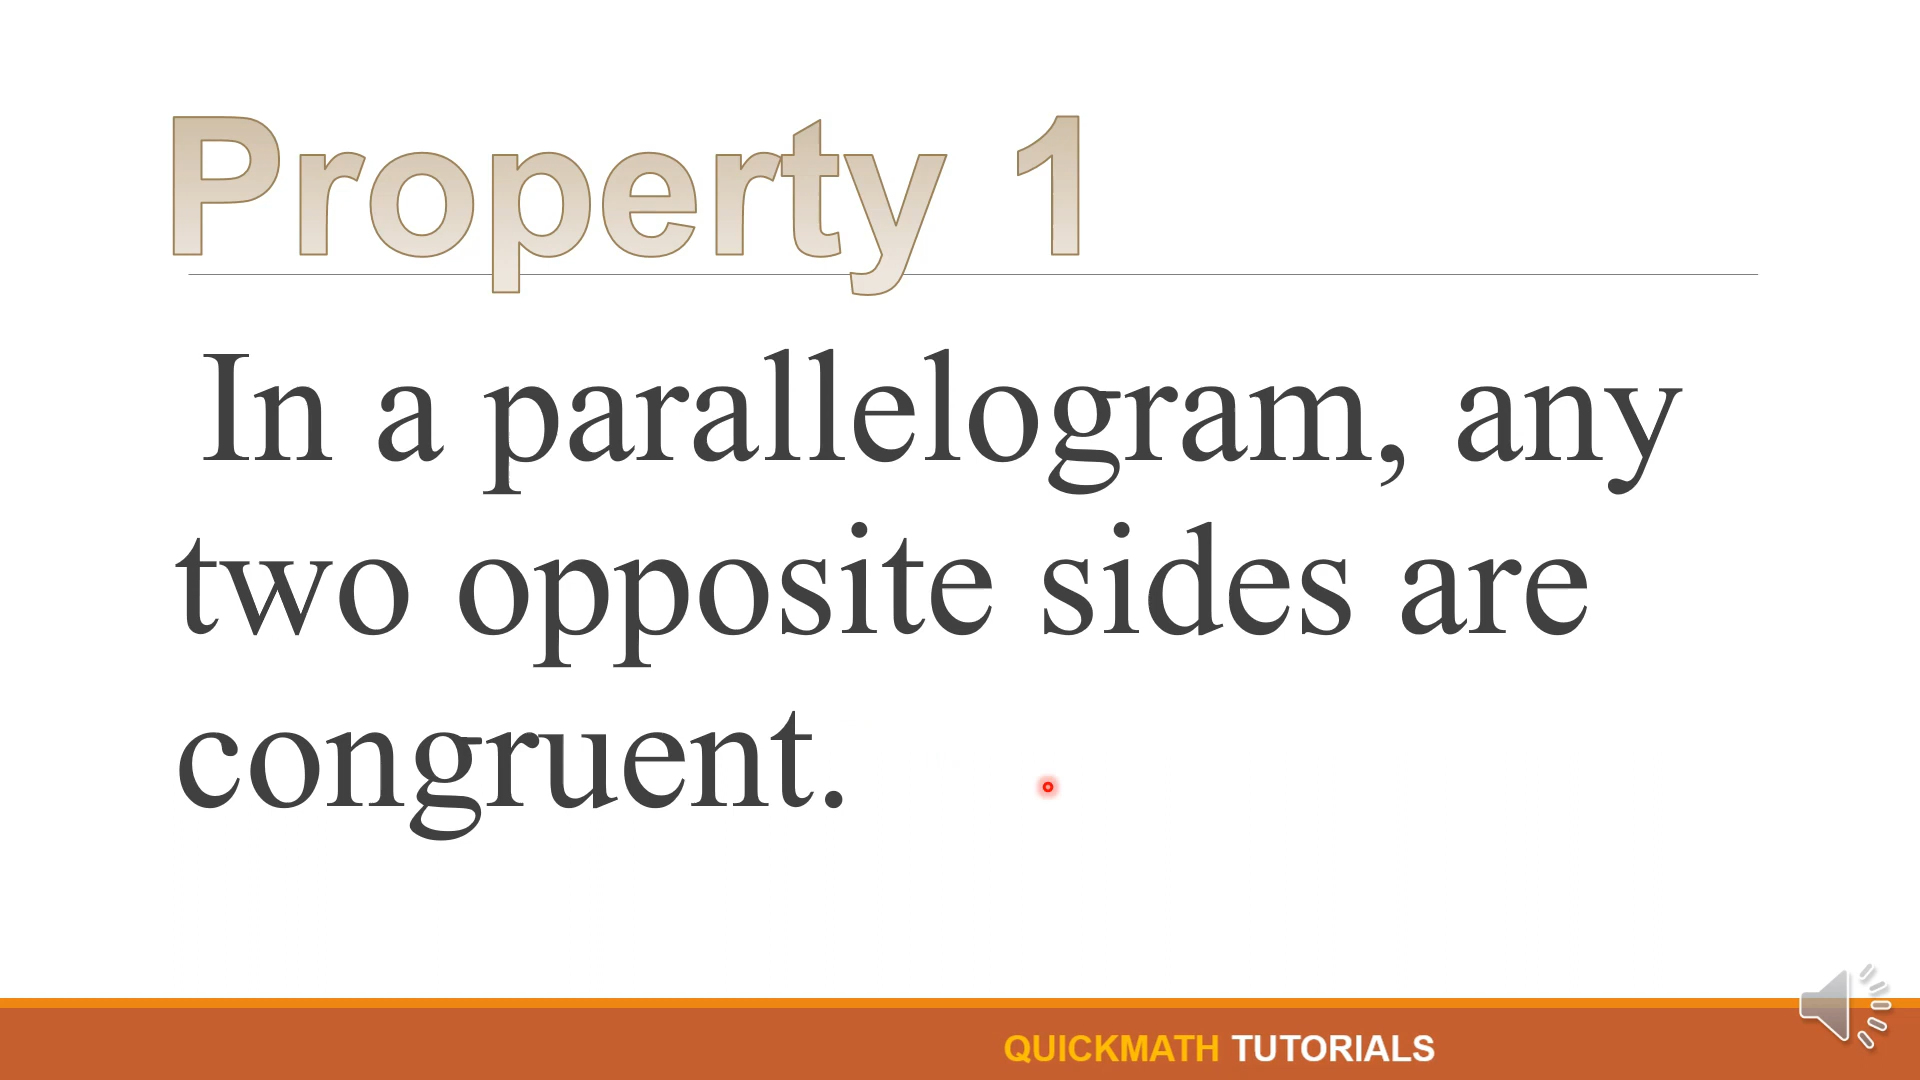 Property 1
In a parallelogram, any
two opposite sides are
congruent.
QUICKMATH TUTORIALS